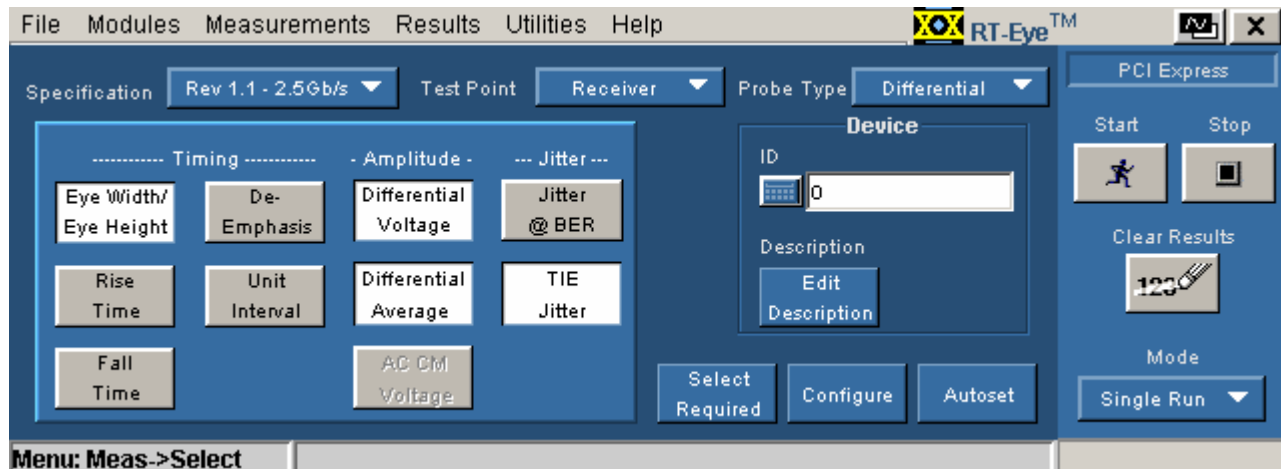 File Modules Measurements Results Utilities Help
RT-Eye™
PCI Express
Specification Rev 1.1 - 2.5Gb/s Test Point Receiver Probe Type Differential
Start Stop
------------ Timing ------------ - Amplitude - --- Jitter ---
Eye Width/
Eye Height
De-
Emphasis
Differential
Voltage
Jitter
@ BER
Rise
Time
Unit
Interval
Differential
Average
TIE
Jitter
Fall
Time
AC CM
Voltage
Device
ID
0
Description
Edit
Description
Select
Required
Configure
Autoset
Clear Results
123
Mode
Single Run
Menu: Meas->Select